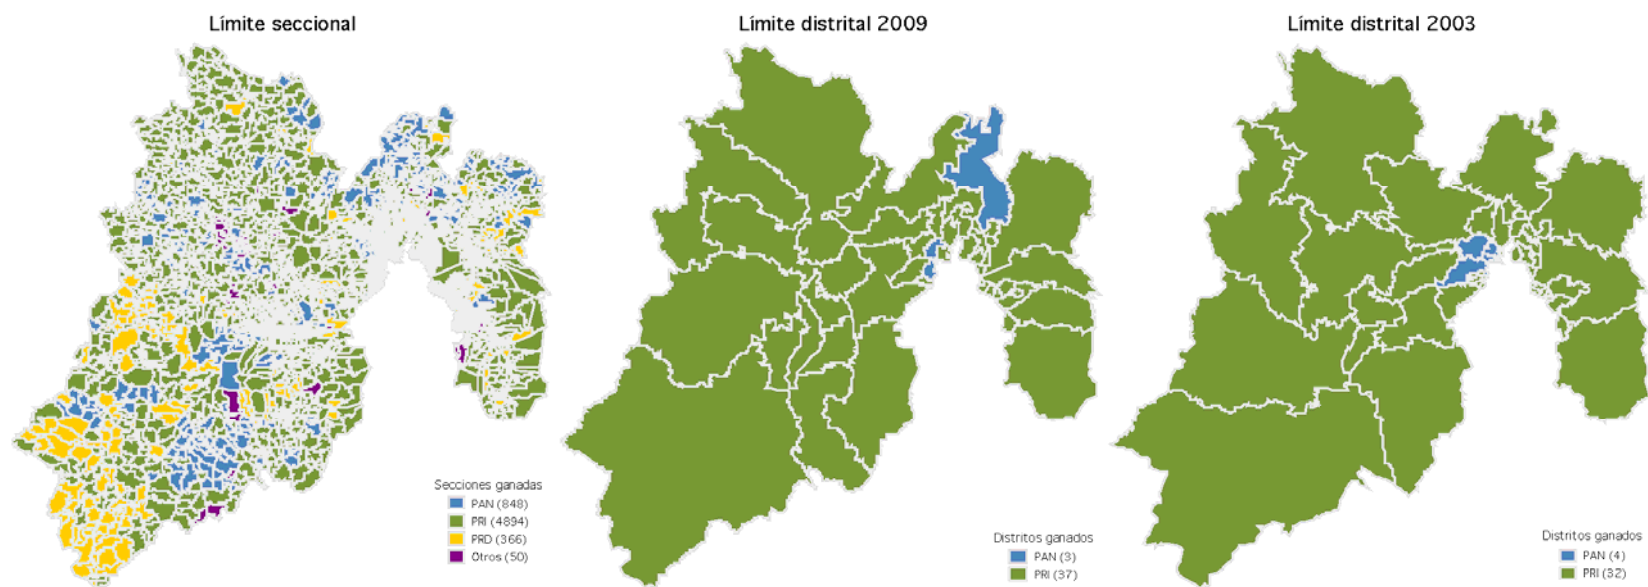 Límite seccional
Límite distrital 2009
Límite distrital 2003
Secciones ganadas
PAN (848)
PRI (4894)
PRD (366)
Otros (50)
Distritos ganados
PAN (3)
PRI (37)
Distritos ganados
PAN (4)
PRI (32)